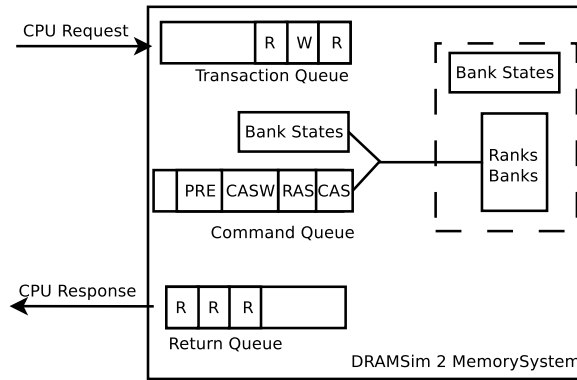 CPU Request
R W R
Transaction Queue
Bank States
Bank States
Ranks
Banks
PRE CASW RAS CAS
Command Queue
CPU Response
R R R
Return Queue
DRAMSim 2 MemorySystem